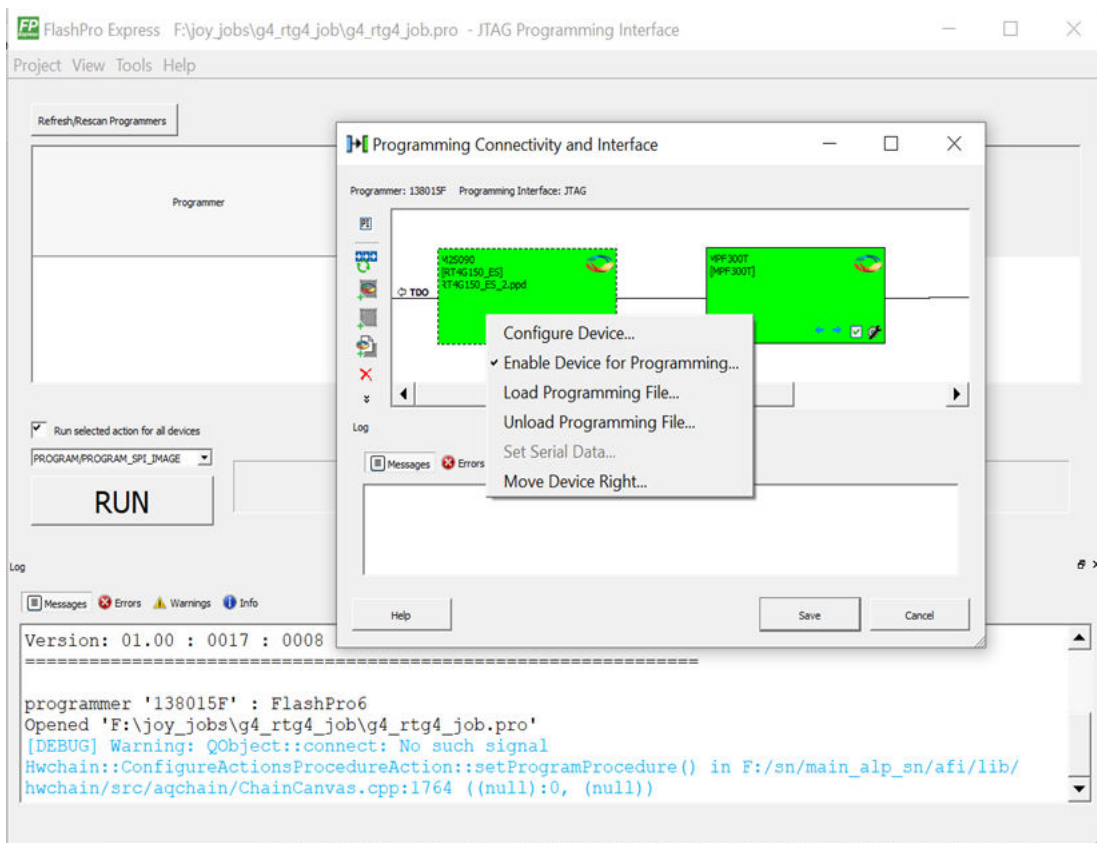 FP
Express
FlashPro Express F:\joy_jobs\g4_rtg4_job\g4_rtg4_job.pro - JTAG Programming Interface
Project View Tools Help
Refresh/Rescan Programmers
Programmer
Programming Connectivity and Interface
Programmer: 138015F Programming Interface: JTAG
PI
TDO
M2S090
[RT4G150_ES]
RT4G150_ES_2.ppd
MPF300T
[MPF300T]
Configure Device...
Enable Device for Programming...
Load Programming File...
Unload Programming File...
Set Serial Data...
Move Device Right...
Log
Messages Errors
Help Save Cancel
Run selected action for all devices
PROGRAM/PROGRAM_SPI_IMAGE
RUN
Log
Messages Errors Warnings Info
Version: 01.00 : 0017 : 0008
================================================================
programmer '138015F' : FlashPro6
Opened 'F:\joy_jobs\g4_rtg4_job\g4_rtg4_job.pro'
[DEBUG] Warning: QObject::connect: No such signal
Hwchain::ConfigureActionsProcedureAction::setProgramProcedure() in F:/sn/main_alp_sn/afi/lib/
hwchain/src/aqchain/ChainCanvas.cpp:1764 ((null):0, (null))